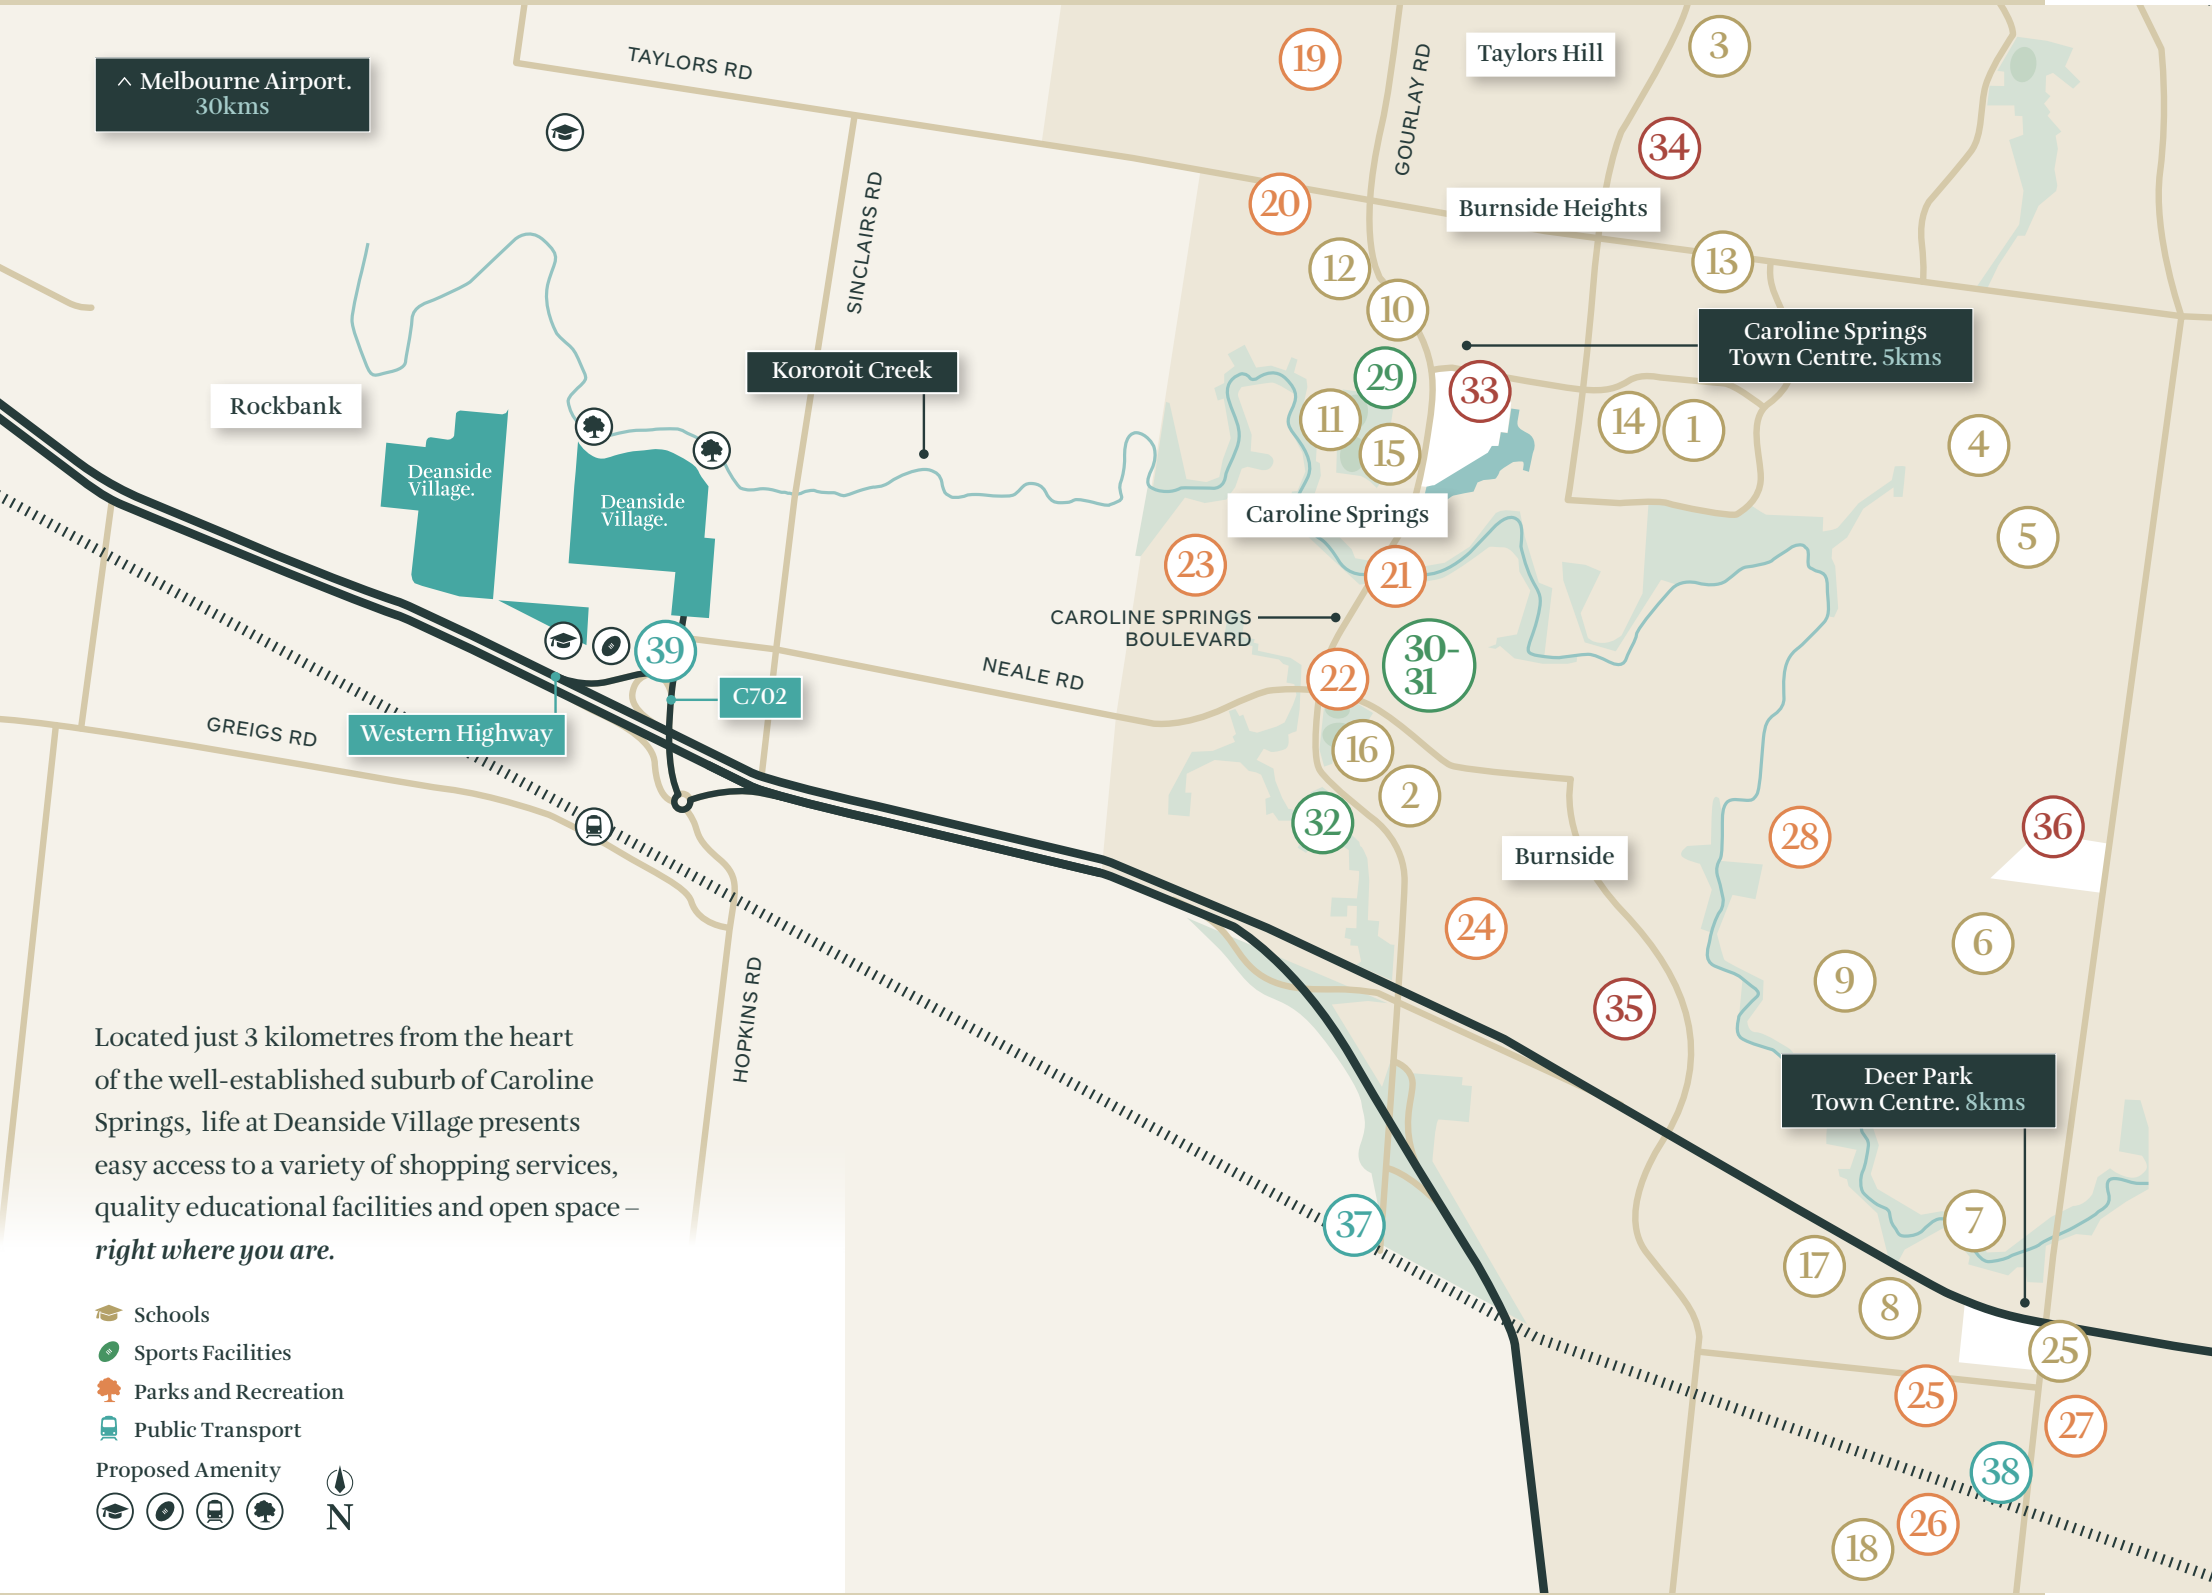 ^ Melbourne Airport.
30kms
TAYLORS RD
19
GOURLAY RD
Taylors Hill
3
34
20
Burnside Heights
12
13
10
SINCLAIRS RD
Caroline Springs
Town Centre. 5kms
Kororoit Creek
29
33
Rockbank
11
15
14
1
4
Deanside
Village.
Deanside
Village.
Caroline Springs
5
23
21
CAROLINE SPRINGS
BOULEVARD
39
30-
31
NEALE RD
22
C702
GREIGS RD
Western Highway
16
2
32
28
36
Burnside
24
6
9
35
HOPKINS RD
Deer Park
Town Centre. 8kms
Located just 3 kilometres from the heart
of the well-established suburb of Caroline
Springs, life at Deanside Village presents
easy access to a variety of shopping services,
quality educational facilities and open space –
right where you are.
37
7
17
8
25
25
27
38
26
18
Schools
Sports Facilities
Parks and Recreation
Public Transport
Proposed Amenity
N